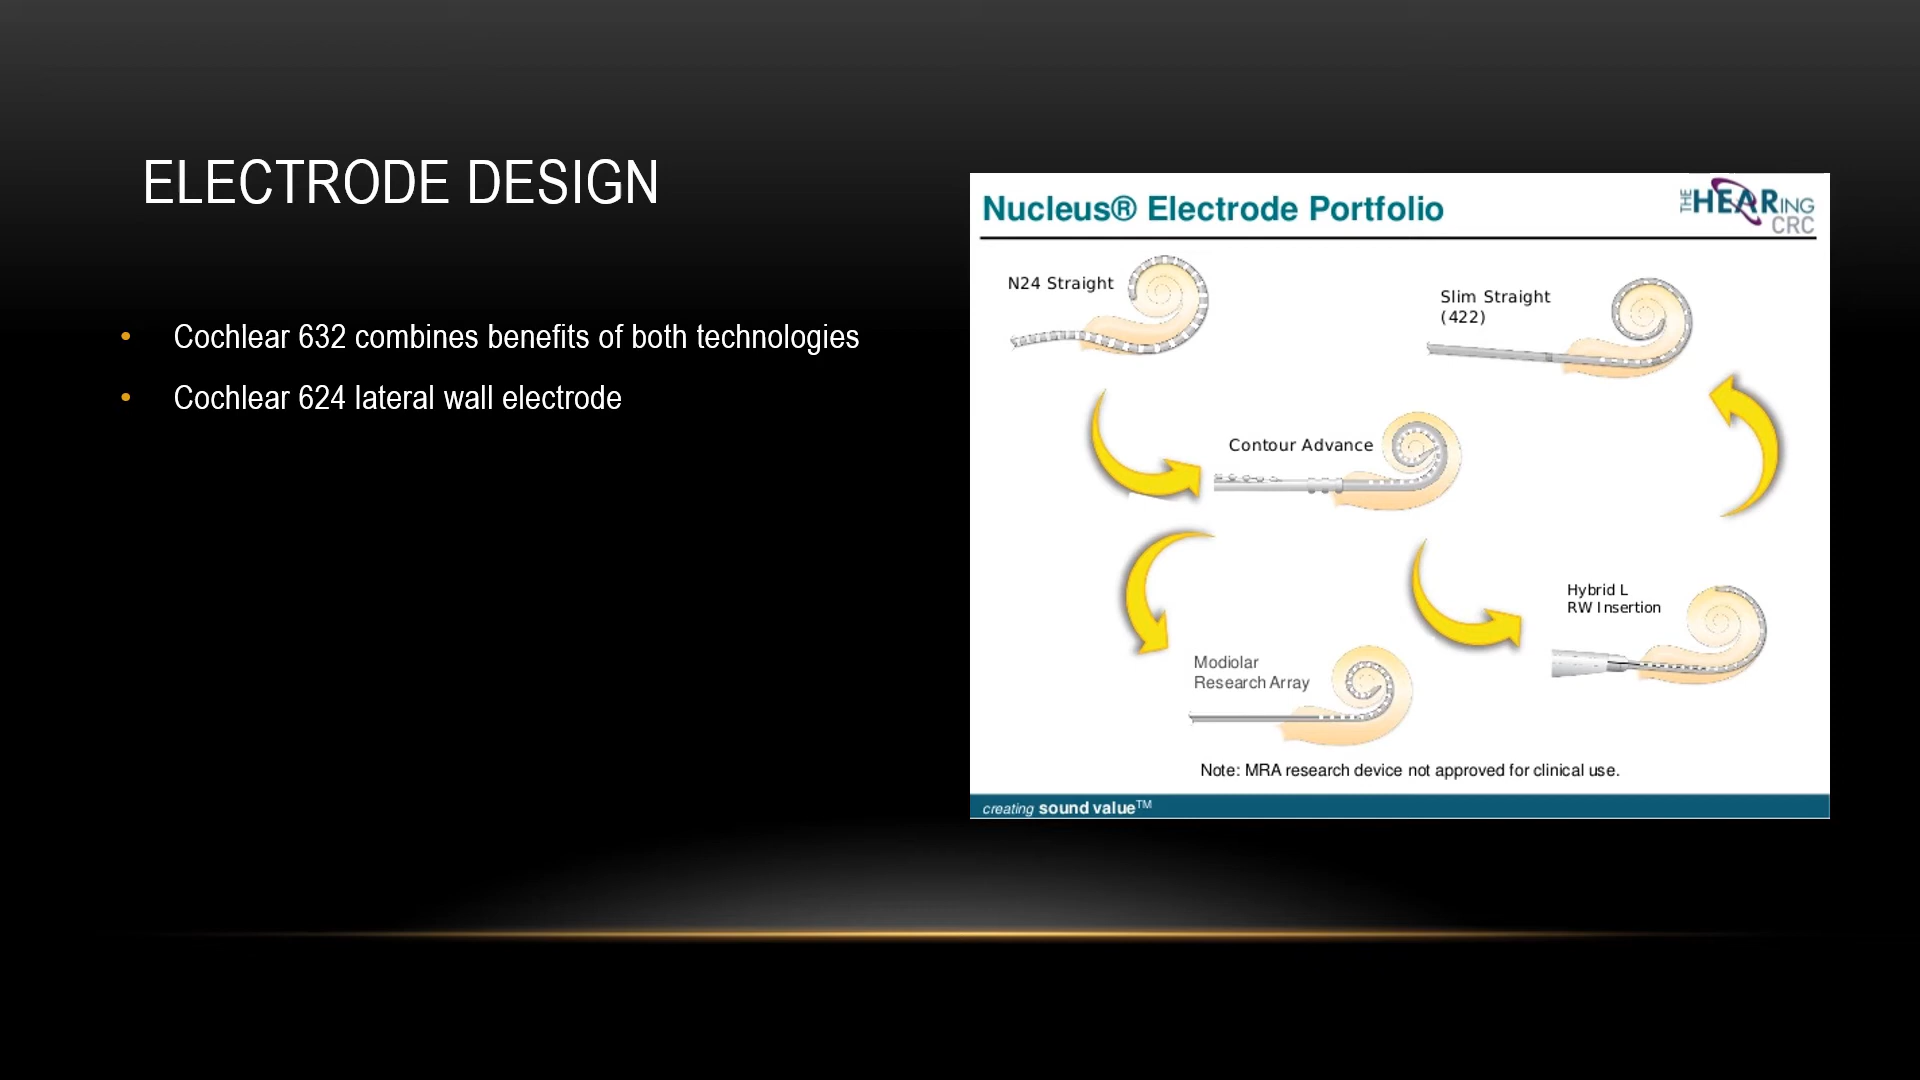 ELECTRODE DESIGN
• Cochlear 632 combines benefits of both technologies
• Cochlear 624 lateral wall electrode
Nucleus® Electrode Portfolio
THE HEARING
CRC
N24 Straight
Slim Straight
(422)
Contour Advance
Hybrid L
RW Insertion
Modiolar
Research Array
Note: MRA research device not approved for clinical use.
creating sound value™